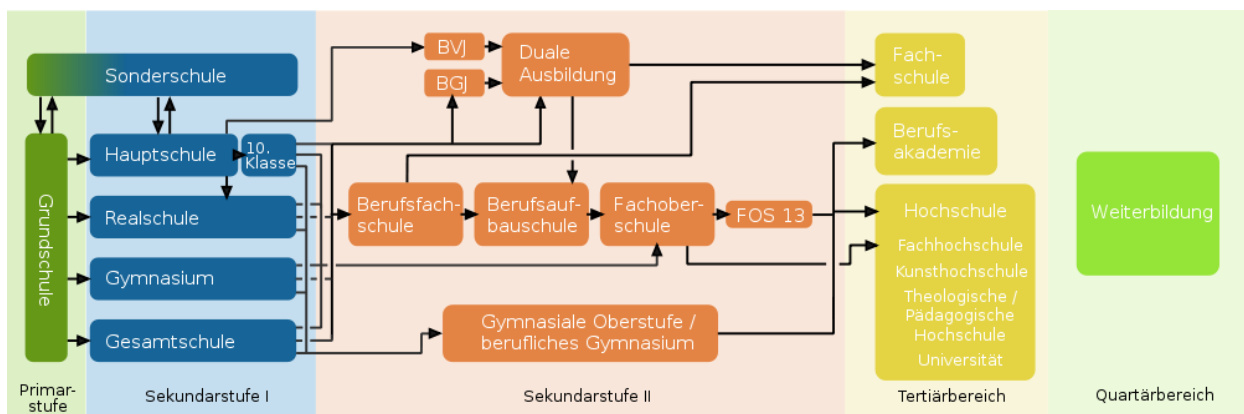 Sonderschule
Grundschule
Hauptschule
10.
Klasse
Realschule
Gymnasium
Gesamtschule
BVJ
BGJ
Duale
Ausbildung
Berufsfach-
schule
Berufsauf-
bauschule
Fachober-
schule
FOS 13
Gymnasiale Oberstufe /
berufliches Gymnasium
Fach-
schule
Berufs-
akademie
Hochschule
Fachhochschule
Kunsthochschule
Theologische /
Pädagogische
Hochschule
Universität
Weiterbildung
Primar-
stufe
Sekundarstufe I
Sekundarstufe II
Tertiärbereich
Quartärbereich